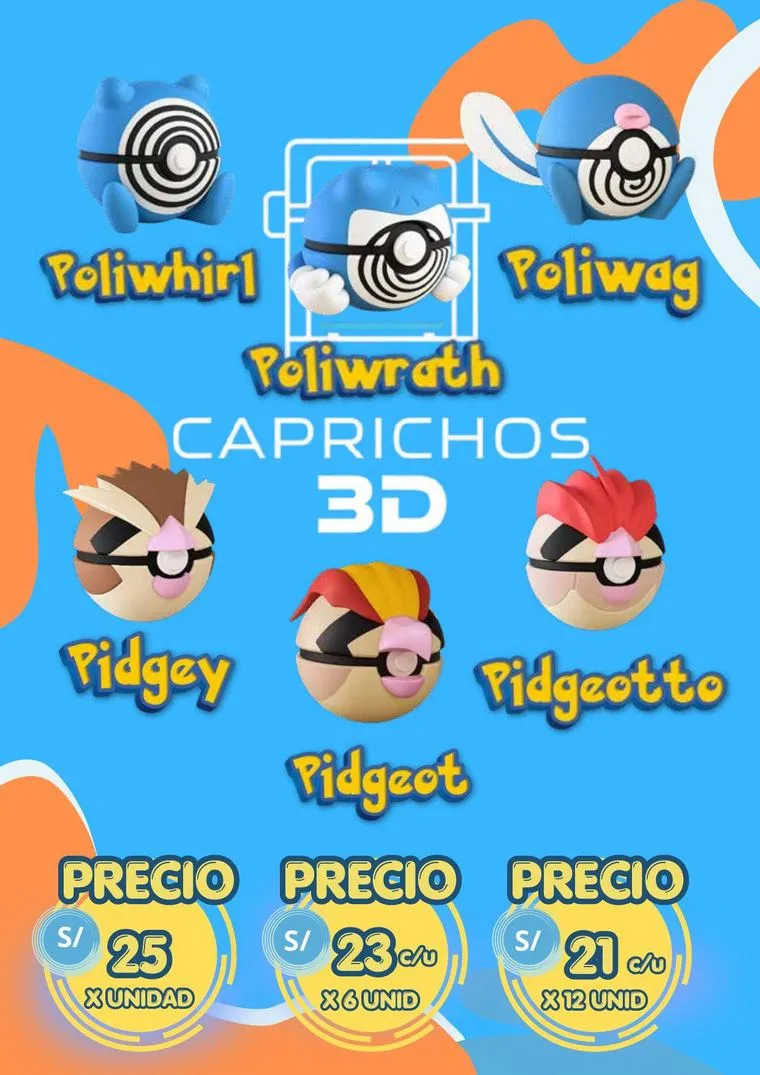 Poliwhirl
Poliwag
Poliwrath
CAPRICHOS
3D
Pidgey
Pidgeotto
Pidgeot
PRECIO
S/ 25
X UNIDAD
PRECIO
S/ 23 c/u
X 6 UNID
PRECIO
S/ 21 c/u
X 12 UNID